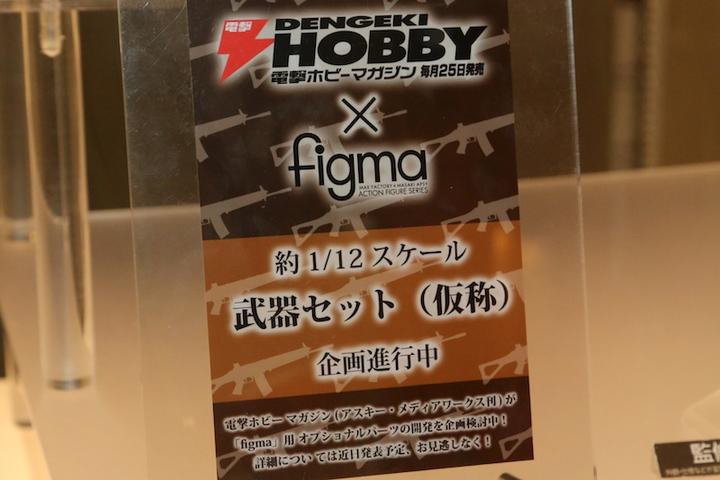 電撃
DENGEKI
HOBBY
電撃ホビーマガジン 毎月25日発売
×
figma
MAX FACTORY×MASAKI APSY
ACTION FIGURE SERIES
約1/12スケール
武器セット（仮称）
企画進行中
電撃ホビーマガジン(アスキー・メディアワークス刊)が
「figma」用 オプショナルパーツの開発を企画検討中！
詳細については近日発表予定、お見逃しなく！